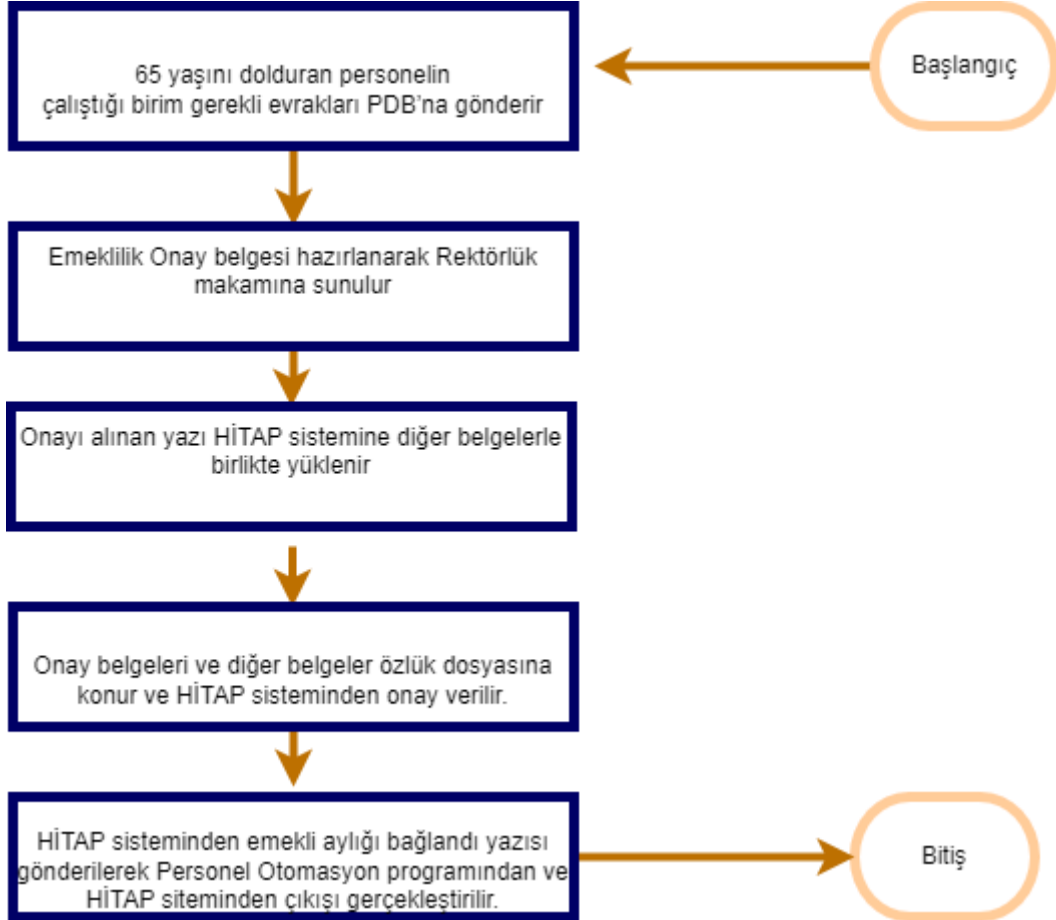 Başlangıç
65 yaşını dolduran personelin
çalıştığı birim gerekli evrakları PDB'na gönderir
Emeklilik Onay belgesi hazırlanarak Rektörlük
makamına sunulur
Onayı alınan yazı HİTAP sistemine diğer belgelerle
birlikte yüklenir
Onay belgeleri ve diğer belgeler özlük dosyasına
konur ve HİTAP sisteminden onay verilir.
HİTAP sisteminden emekli aylığı bağlandı yazısı
gönderilerek Personel Otomasyon programından ve
HİTAP siteminden çıkışı gerçekleştirilir.
Bitiş